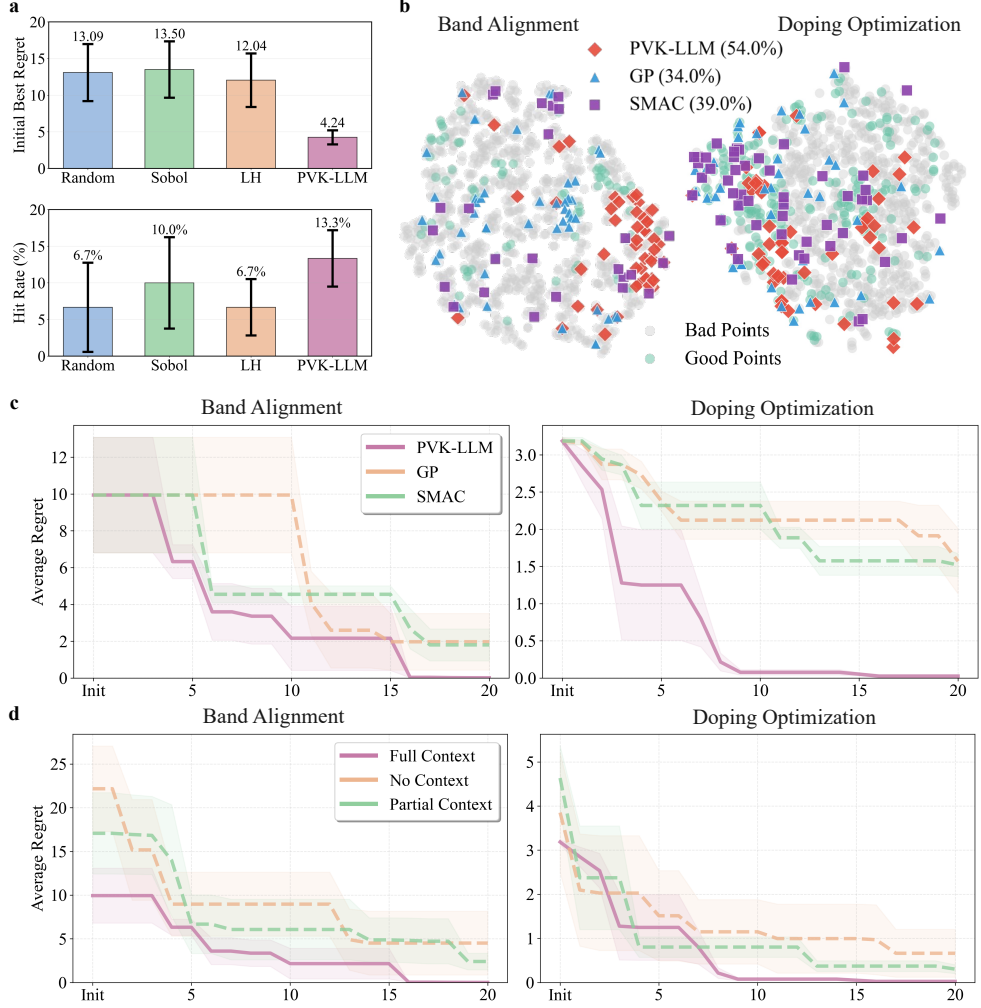 a
20
15
10
5
0
Initial Best Regret
13.09
13.50
12.04
4.24
Random
Sobol
LH
PVK-LLM
20
15
10
5
0
Hit Rate (%)
6.7%
10.0%
6.7%
13.3%
Random
Sobol
LH
PVK-LLM
b
Band Alignment
Doping Optimization
PVK-LLM (54.0%)
GP (34.0%)
SMAC (39.0%)
Bad Points
Good Points
c
Band Alignment
Average Regret
12
10
8
6
4
2
0
PVK-LLM
GP
SMAC
Init
5
10
15
20
Doping Optimization
3.0
2.5
2.0
1.5
1.0
0.5
0.0
Init
5
10
15
20
d
Band Alignment
Average Regret
25
20
15
10
5
0
Full Context
No Context
Partial Context
Init
5
10
15
20
Doping Optimization
5
4
3
2
1
0
Init
5
10
15
20